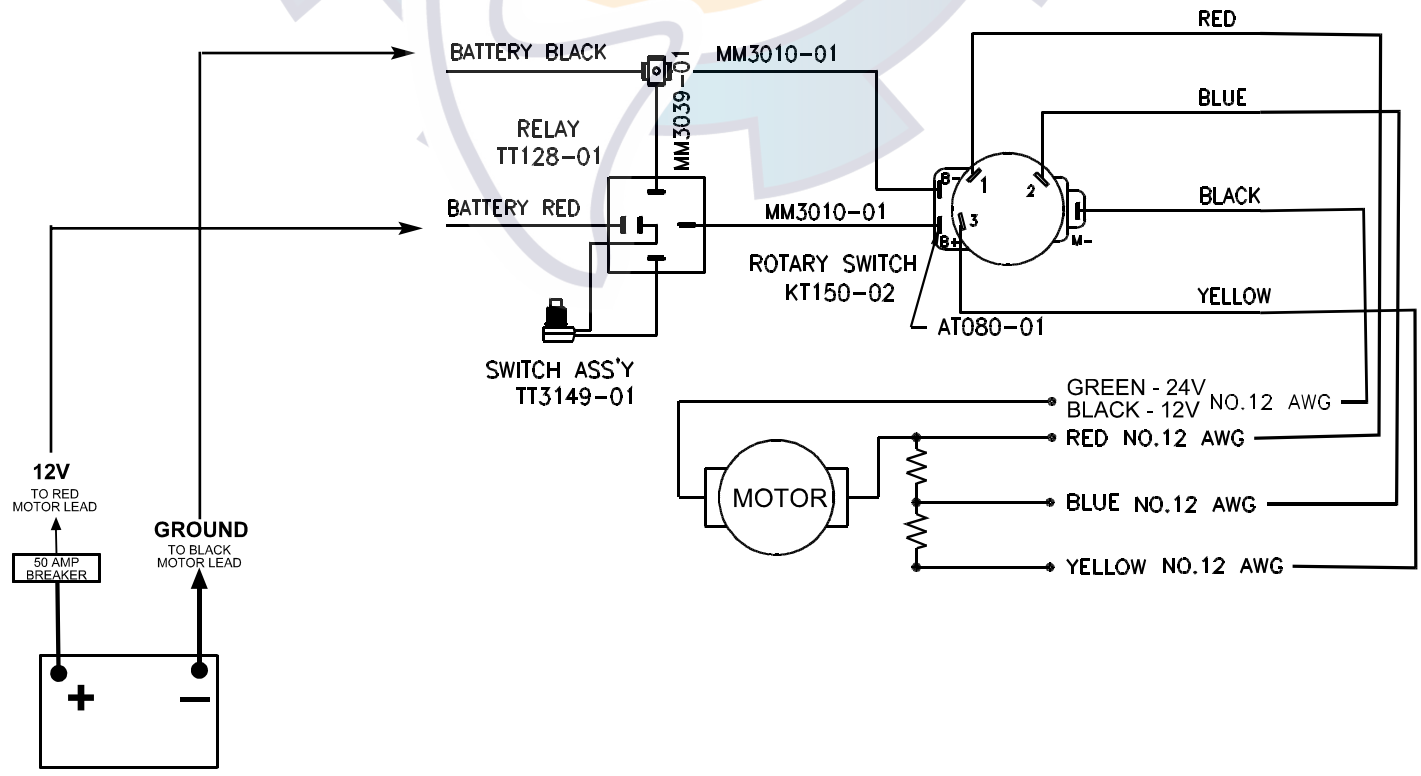 RED
BATTERY BLACK
MM3010-01
MM3039-01
BLUE
RELAY
TT128-01
B-
1
2
BLACK
BATTERY RED
MM3010-01
3
B+
M-
ROTARY SWITCH
KT150-02
YELLOW
AT080-01
SWITCH ASS'Y
TT3149-01
GREEN - 24V
BLACK - 12V NO.12 AWG
RED NO.12 AWG
12V
TO RED
MOTOR LEAD
MOTOR
BLUE NO.12 AWG
GROUND
TO BLACK
MOTOR LEAD
50 AMP
BREAKER
YELLOW NO.12 AWG
+
−